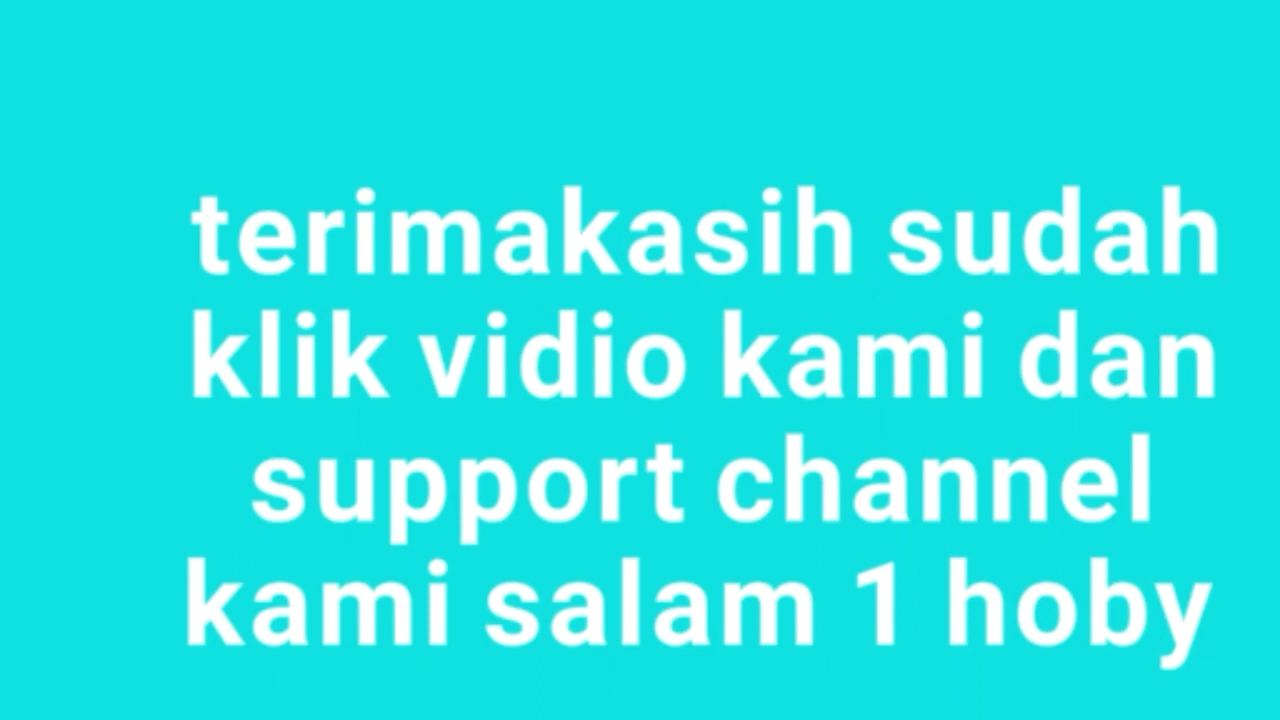 terimakasih sudah
klik vidio kami dan
support channel
kami salam 1 hoby